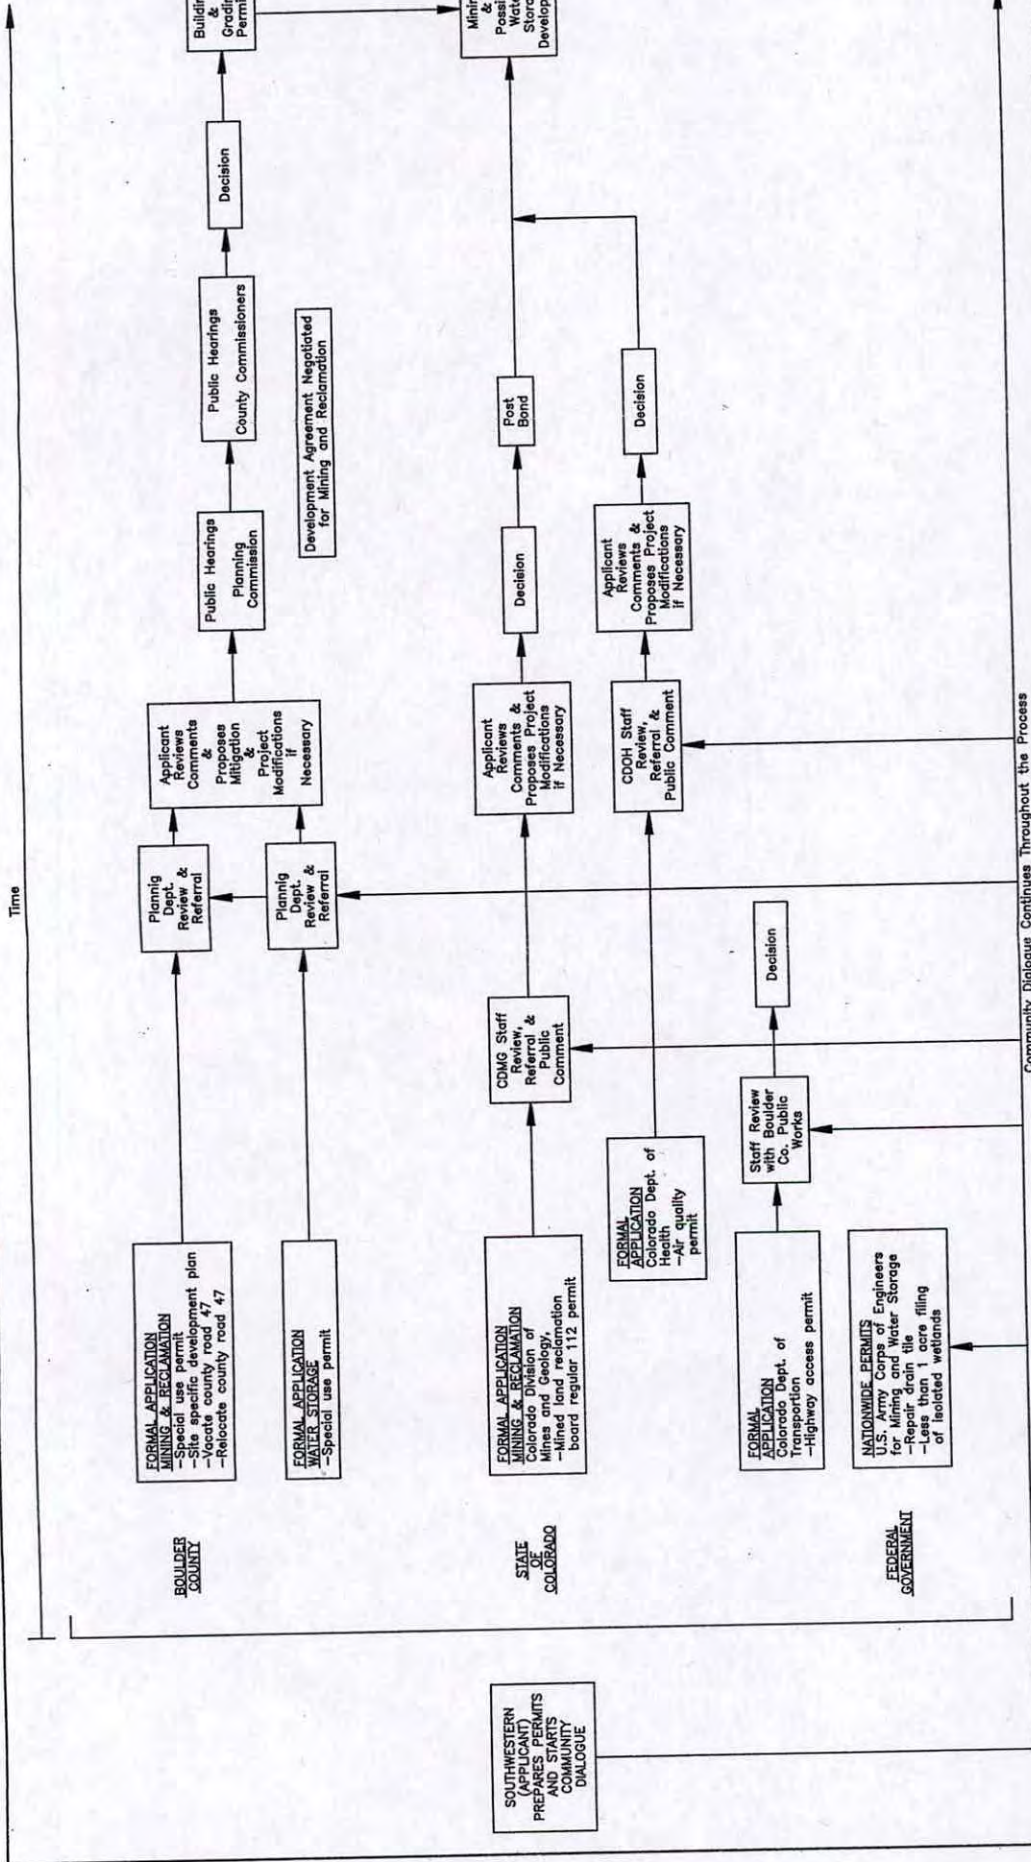 Time
SOUTHWESTERN
(APPLICANT)
PREPARES PERMITS
AND STARTS
COMMUNITY
DIALOGUE
BOULDER
COUNTY
FORMAL APPLICATION
MINING & RECLAMATION
-Special use permit
-Site specific development plan
-Vacate county road 47
-Relocate county road 47
Plannig
Dept.
Review &
Referral
FORMAL APPLICATION
WATER STORAGE
-Special use permit
Plannig
Dept.
Review &
Referral
Applicant
Reviews
Comments
&
Proposes
Mitigation
&
Project
Modifications
if
Necessary
Public Hearings
Planning
Commission
Public Hearings
County Commissioners
Decision
&
Development Agreement Negotiated
for Mining and Reclamation
STATE
OF
COLORADO
FORMAL APPLICATION
MINING & RECLAMATION
Colorado Division of
Mines and Geology,
-Mined land reclamation
board regular 112 permit
CDMG Staff
Review,
Referral &
Public
Comment
Applicant
Reviews
Comments &
Proposes Project
Modifications
if Necessary
Decision
Post
Bond
&
FORMAL
APPLICATION
Colorado Dept. of
Health
-Air quality
permit
CDOH Staff
Review,
Referral &
Public Comment
Applicant
Reviews
Comments &
Proposes Project
Modifications
if Necessary
Decision
FORMAL
APPLICATION
Colorado Dept. of
Transportation
-Highway access permit
Staff Review
with Boulder
Co. Public
Works
Decision
FEDERAL
GOVERNMENT
NATIONWIDE PERMITS
U.S. Army Corps of Engineers
for Mining and Water Storage
-Repair drain tile
-Less than 1 acre filing
of isolated wetlands
Community Dialogue Continues Throughout the Process